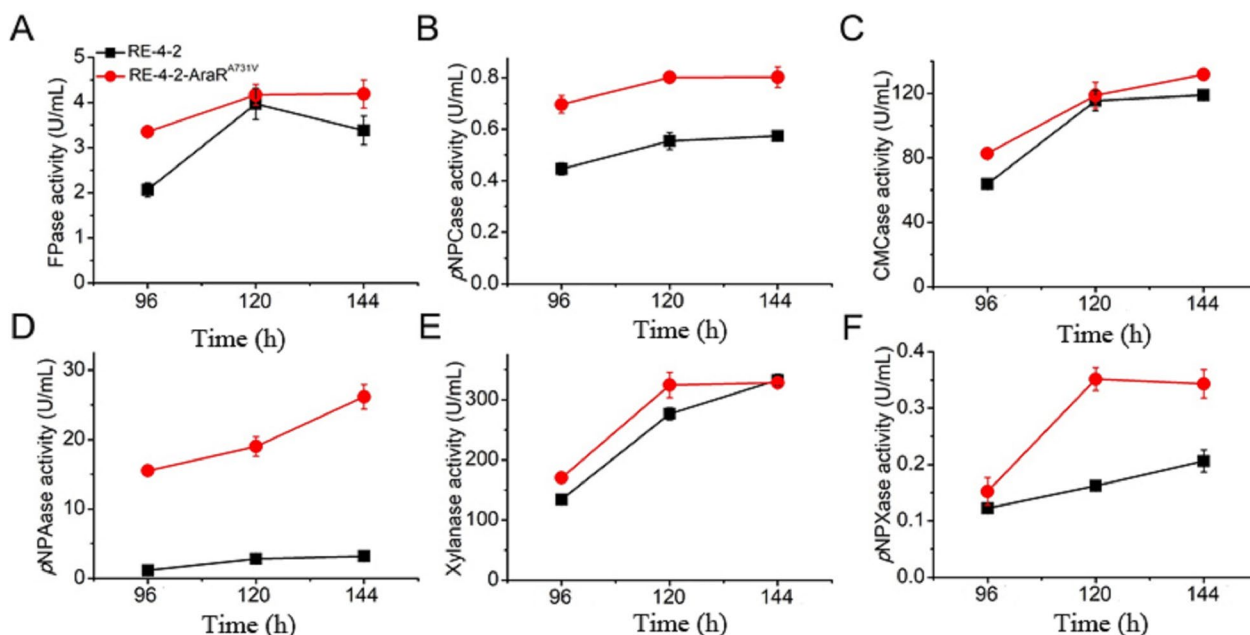 A
RE-4-2
RE-4-2-AraR^A731V
FPase activity (U/mL)
5
4
3
2
1
0
96 120 144
Time (h)
B
pNPCase activity (U/mL)
0.8
0.6
0.4
0.2
0.0
96 120 144
Time (h)
C
CMCase activity (U/mL)
120
80
40
0
96 120 144
Time (h)
D
pNPAase activity (U/mL)
30
20
10
0
96 120 144
Time (h)
E
Xylanase activity (U/mL)
300
200
100
0
96 120 144
Time (h)
F
pNPXase activity (U/mL)
0.4
0.3
0.2
0.1
0.0
96 120 144
Time (h)